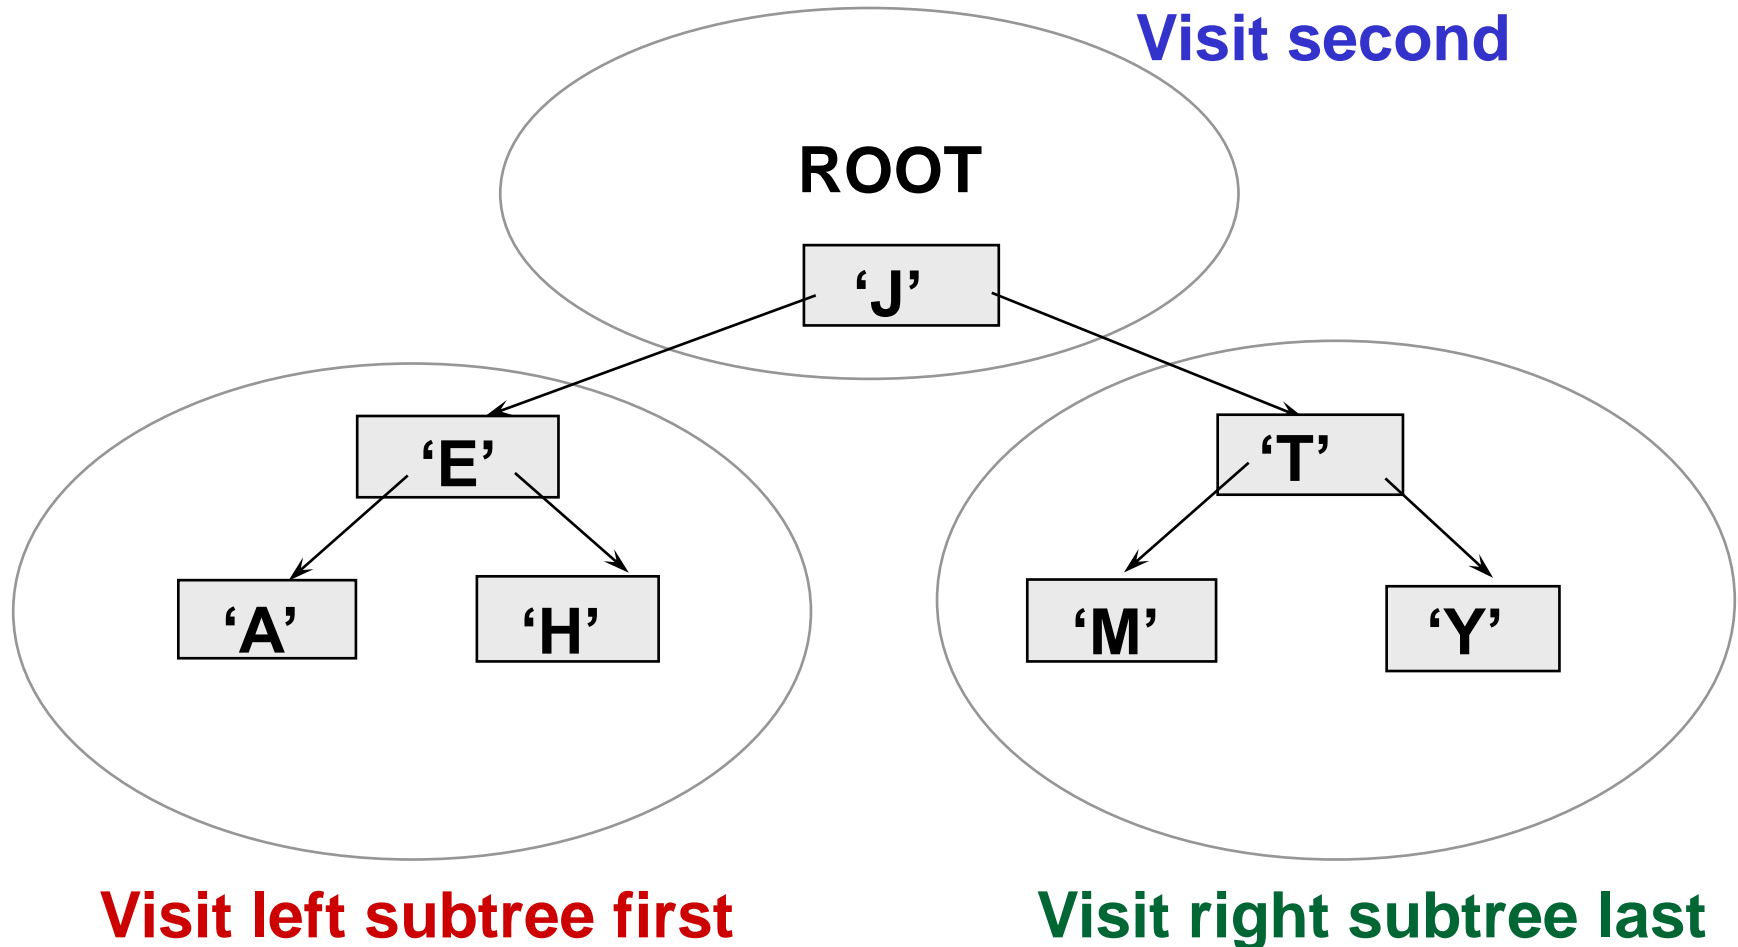 Visit second
ROOT
‘J’
‘E’
‘T’
‘A’
‘H’
‘M’
‘Y’
Visit left subtree first
Visit right subtree last